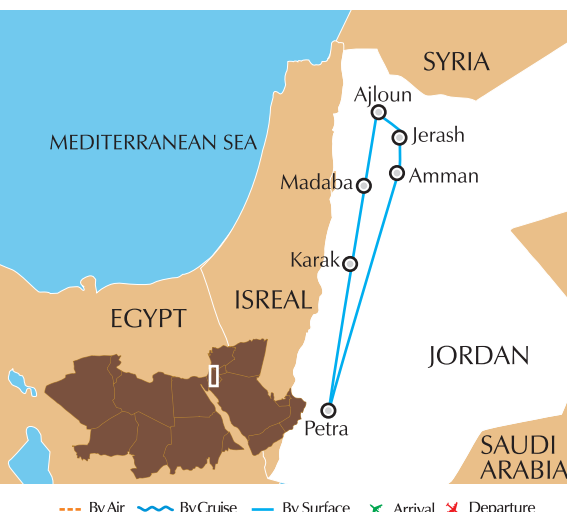 SYRIA
Ajloun
Jerash
MEDITERRANEAN SEA
Amman
Madaba
Karak
ISREAL
EGYPT
JORDAN
Petra
SAUDI
ARABIA
By Air By Cruise By Surface Arrival Departure